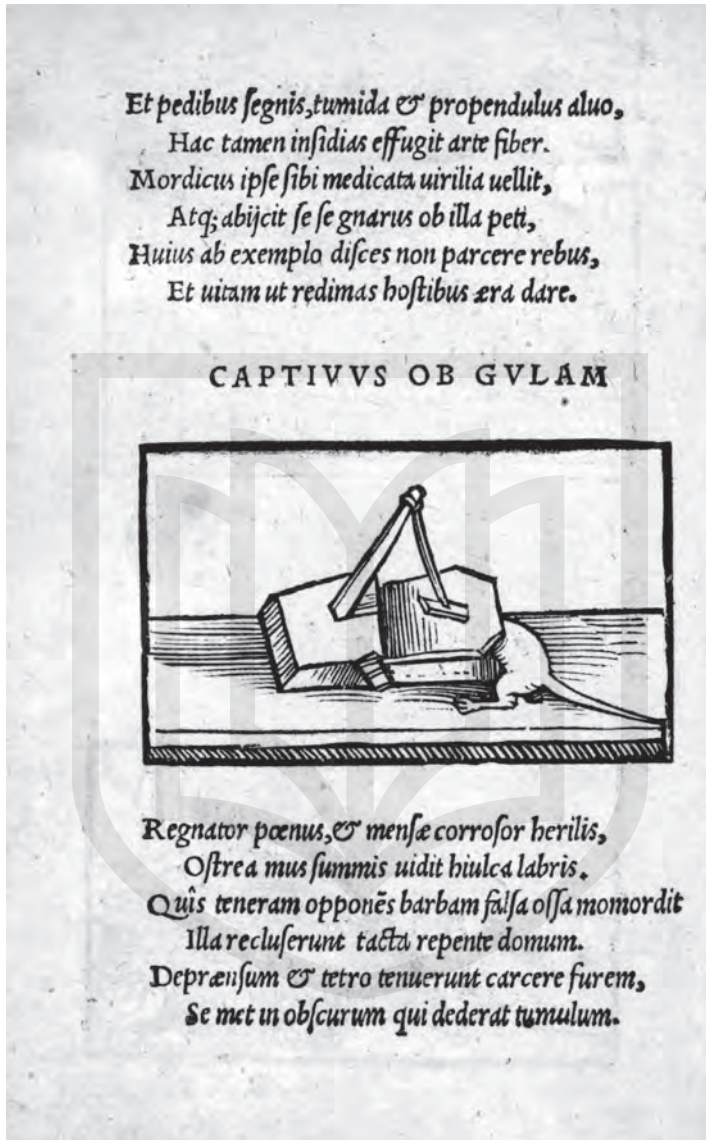 Et pedibus ſegnis, tumida & propendulus aluo,
Hac tamen inſidias effugit arte fiber.
Mordicus ipſe ſibi medicata uirilia uellit,
Atq; abijcit ſe ſe gnarus ob illa peti,
Huius ab exemplo diſces non parcere rebus,
Et uitam ut redimas hoſtibus æra dare.
CAPTIVVS OB GVLAM
Regnator pœnus, & menſæ corroſor herilis,
Oſtrea mus ſummis uidit hiulca labris.
Quîs teneram opponẽs barbam falſa oſſa momordit
Illa recluſerunt tacta repente domum.
Deprænſum & tetro tenuerunt carcere furem,
Se met in obſcurum qui dederat tumulum.